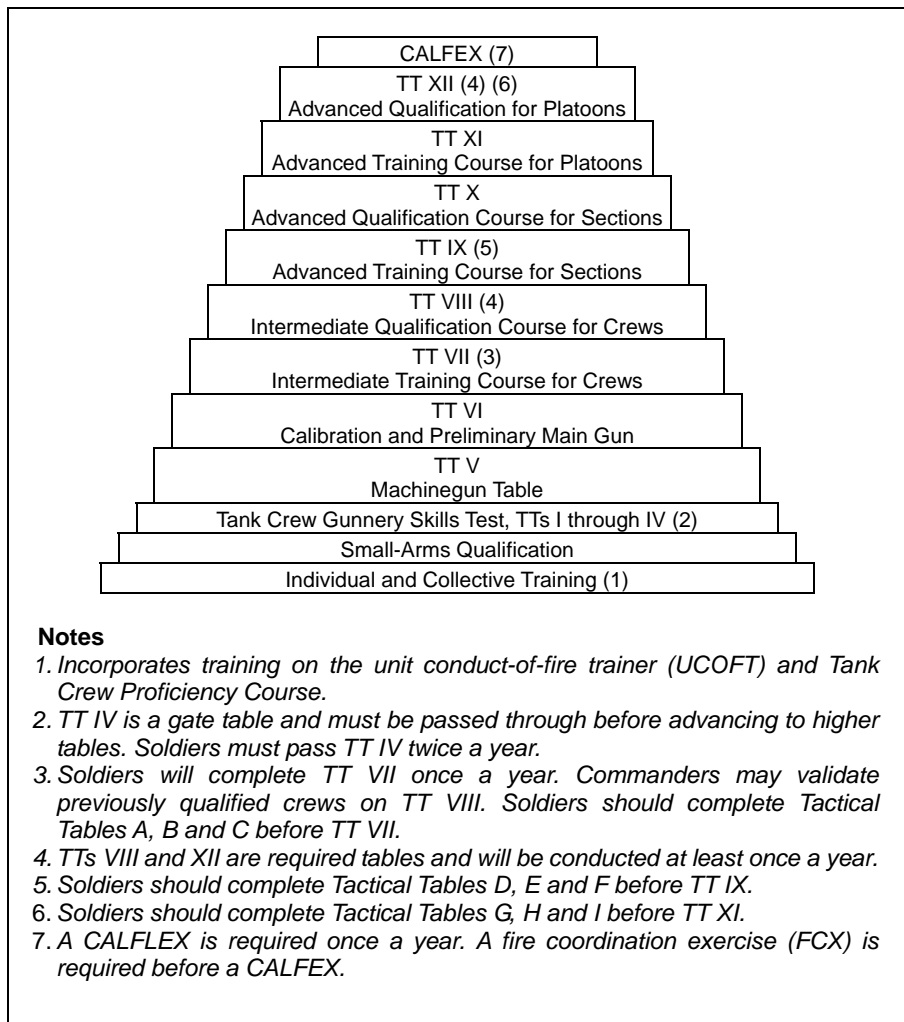 CALFEX (7)
TT XII (4) (6)
Advanced Qualification for Platoons
TT XI
Advanced Training Course for Platoons
TT X
Advanced Qualification Course for Sections
TT IX (5)
Advanced Training Course for Sections
TT VIII (4)
Intermediate Qualification Course for Crews
TT VII (3)
Intermediate Training Course for Crews
TT VI
Calibration and Preliminary Main Gun
TT V
Machinegun Table
Tank Crew Gunnery Skills Test, TTs I through IV (2)
Small-Arms Qualification
Individual and Collective Training (1)
Notes
1. Incorporates training on the unit conduct-of-fire trainer (UCOFT) and Tank
Crew Proficiency Course.
2. TT IV is a gate table and must be passed through before advancing to higher
tables. Soldiers must pass TT IV twice a year.
3. Soldiers will complete TT VII once a year. Commanders may validate
previously qualified crews on TT VIII. Soldiers should complete Tactical
Tables A, B and C before TT VII.
4. TTs VIII and XII are required tables and will be conducted at least once a year.
5. Soldiers should complete Tactical Tables D, E and F before TT IX.
6. Soldiers should complete Tactical Tables G, H and I before TT XI.
7. A CALFLEX is required once a year. A fire coordination exercise (FCX) is
required before a CALFEX.